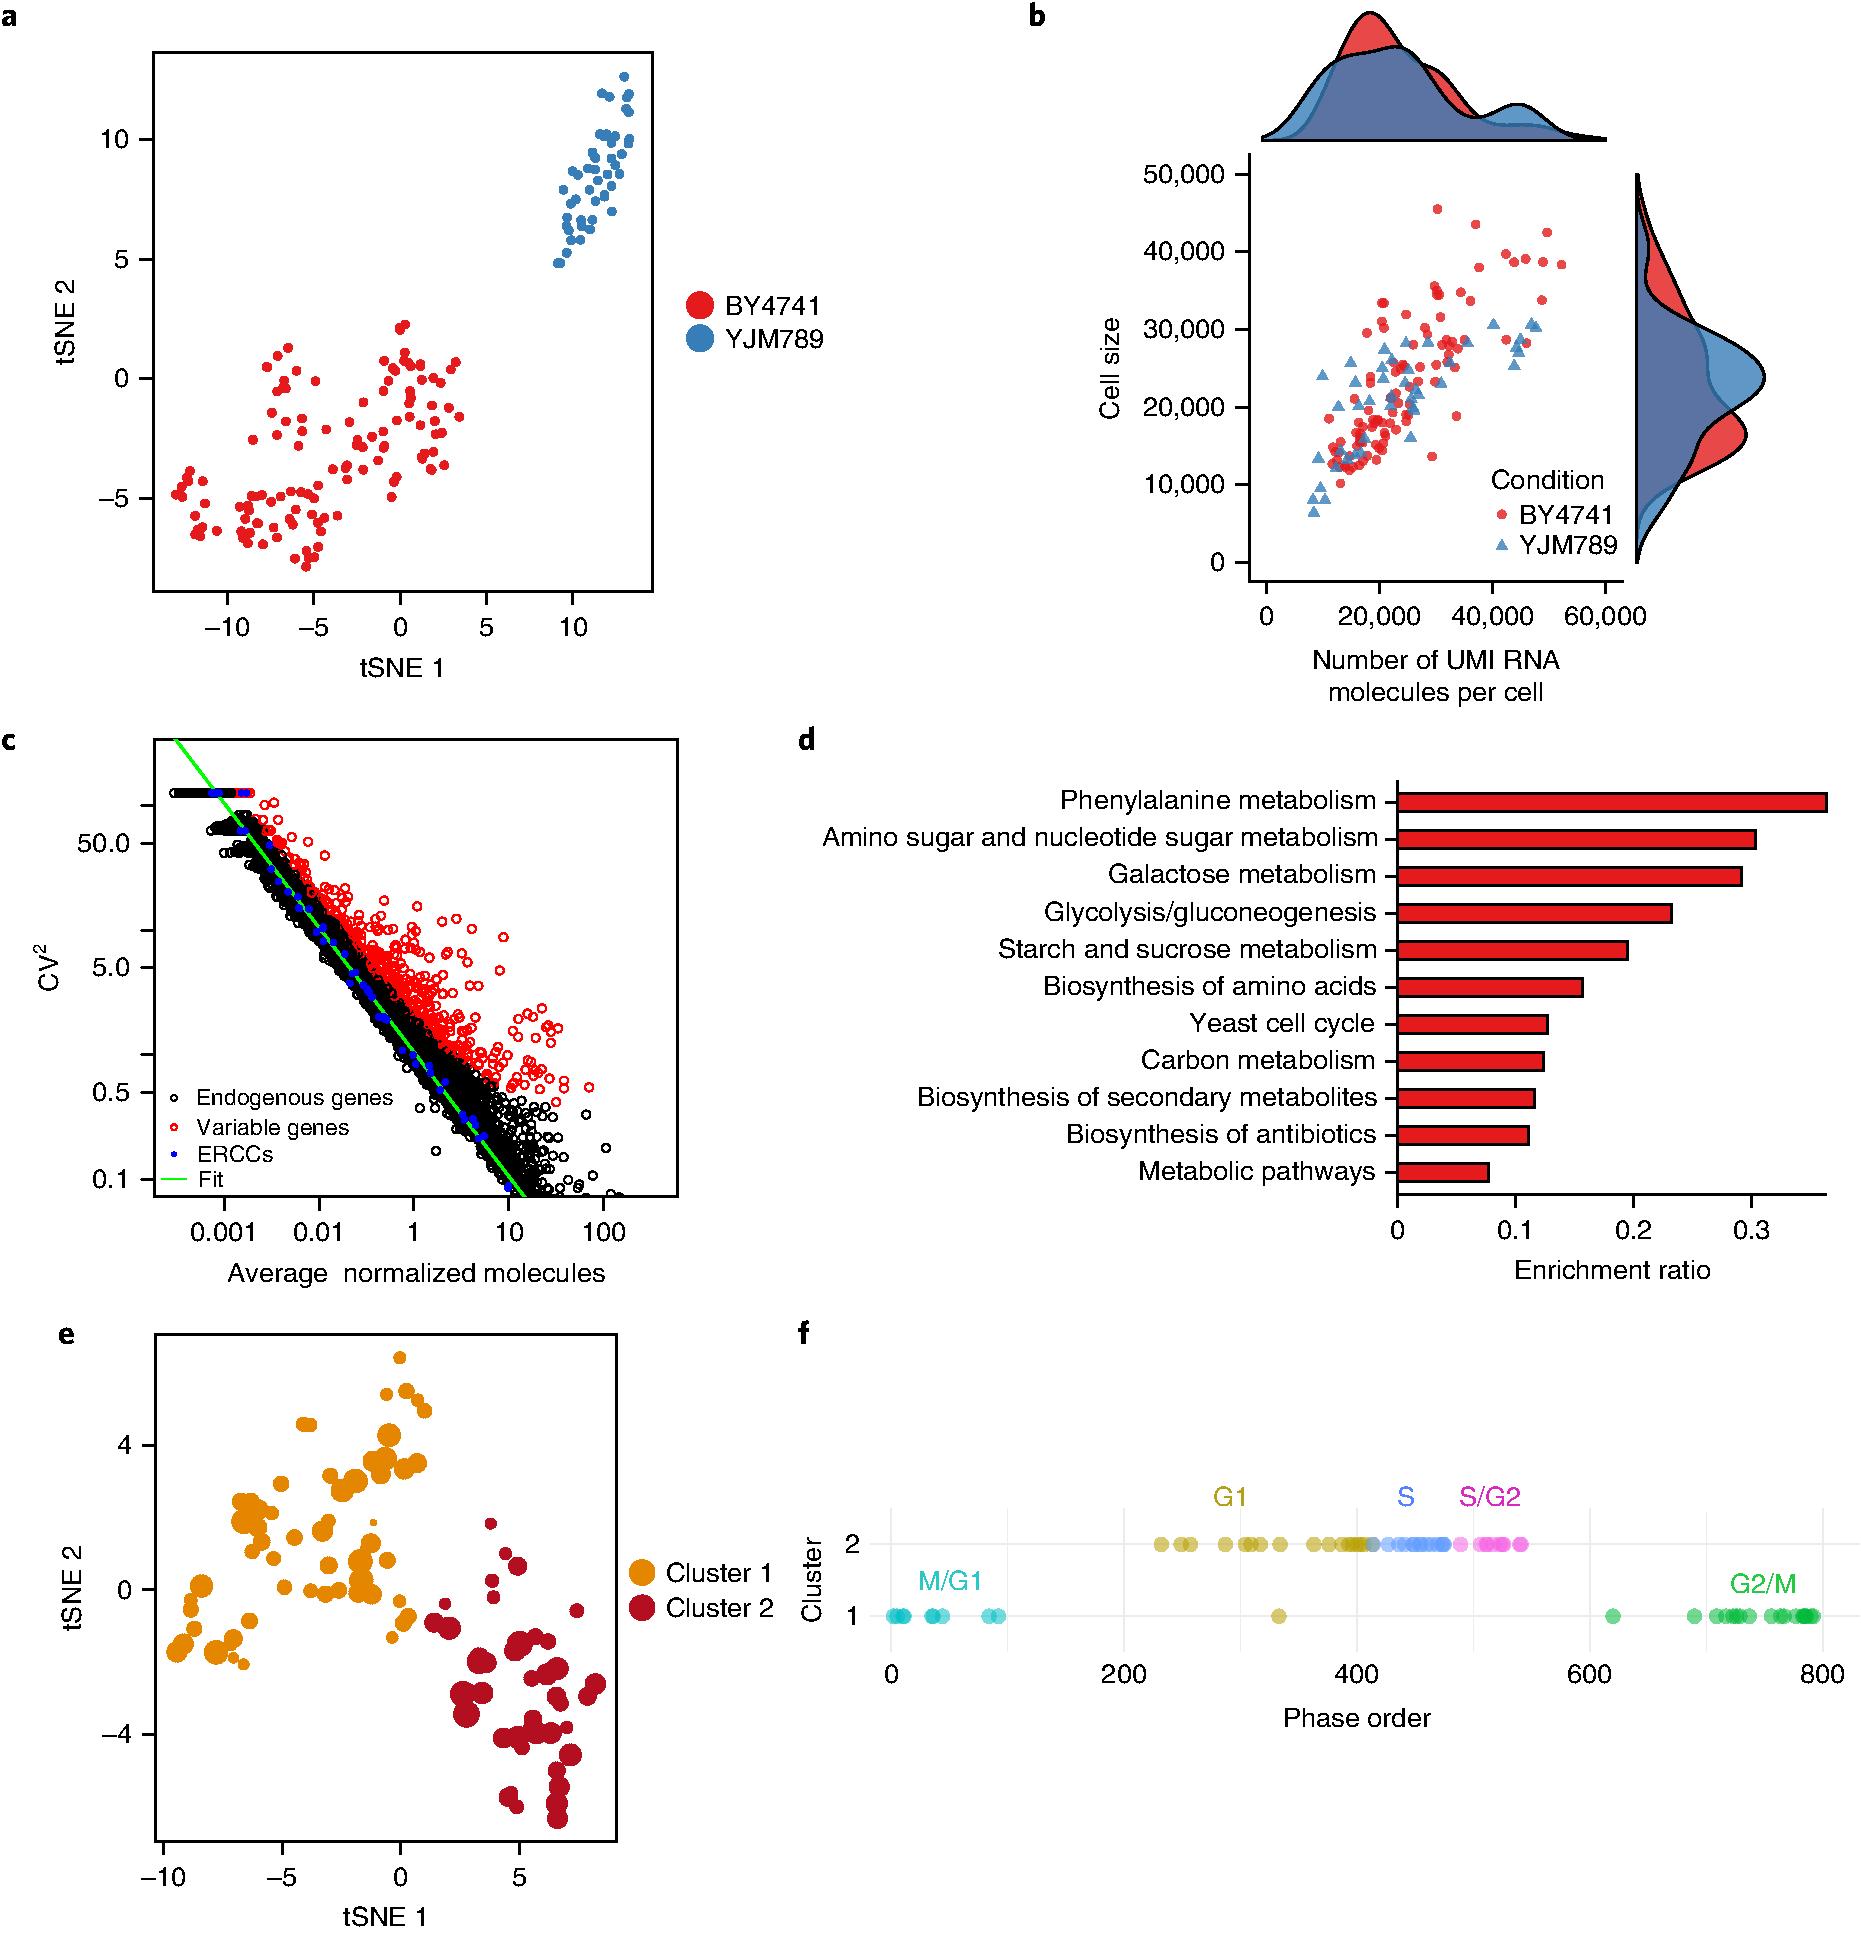 a
10
5
0
–5
tSNE 2
–10
–5
0
5
10
tSNE 1
BY4741
YJM789
b
50,000
40,000
30,000
20,000
10,000
0
Cell size
Condition
BY4741
YJM789
0
20,000
40,000
60,000
Number of UMI RNA
molecules per cell
c
50.0
5.0
0.5
0.1
CV2
Endogenous genes
Variable genes
ERCCs
Fit
0.001
0.01
1
10
100
Average normalized molecules
d
Phenylalanine metabolism
Amino sugar and nucleotide sugar metabolism
Galactose metabolism
Glycolysis/gluconeogenesis
Starch and sucrose metabolism
Biosynthesis of amino acids
Yeast cell cycle
Carbon metabolism
Biosynthesis of secondary metabolites
Biosynthesis of antibiotics
Metabolic pathways
0
0.1
0.2
0.3
Enrichment ratio
e
4
0
–4
tSNE 2
–10
–5
0
5
tSNE 1
Cluster 1
Cluster 2
f
G1
S
S/G2
2
M/G1
G2/M
1
Cluster
0
200
400
600
800
Phase order